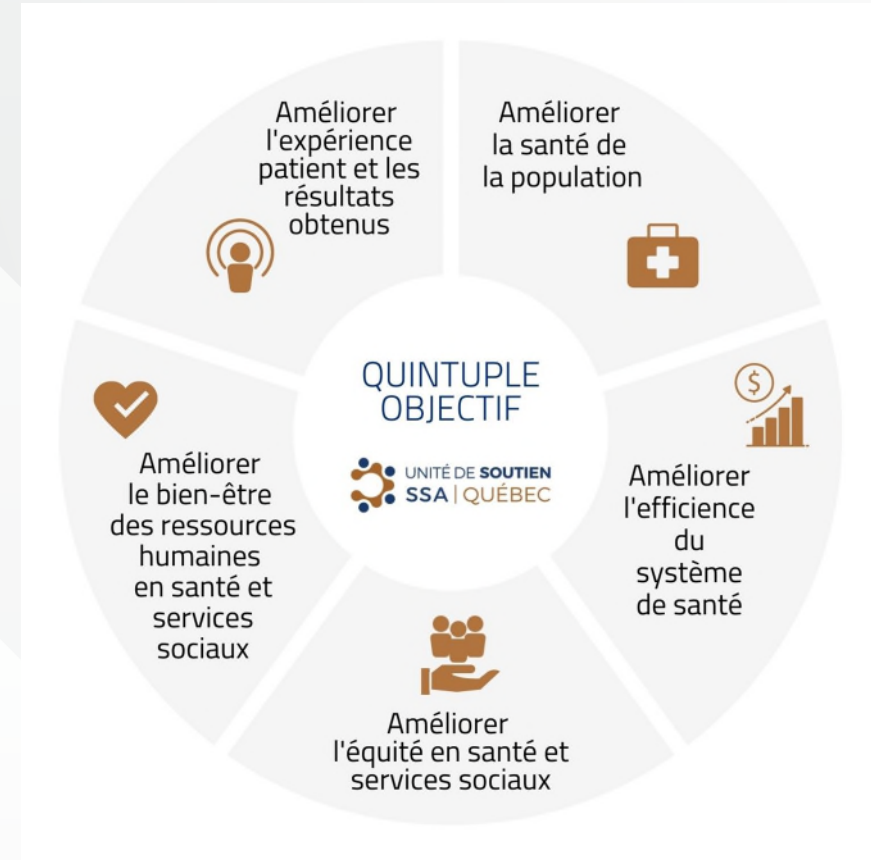 Améliorer
l'expérience
patient et les
résultats
obtenus
Améliorer
la santé de
la population
QUINTUPLE
OBJECTIF
UNITÉ DE SOUTIEN
SSA | QUÉBEC
$
Améliorer
l'efficience
du
système
de santé
Améliorer
le bien-être
des ressources
humaines
en santé et
services
sociaux
Améliorer
l'équité en santé et
services sociaux